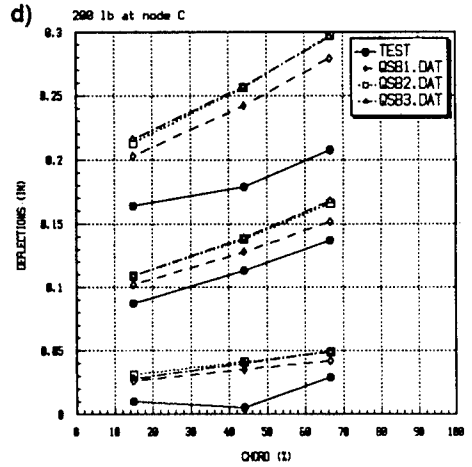 d)
200 lb at node C
0.3
0.25
0.2
0.15
0.1
0.05
0
DEFLECTIONS (IN)
0 10 20 30 40 50 60 70 80 90 100
CHORD (%)
TEST
QSB1.DAT
QSB2.DAT
QSB3.DAT